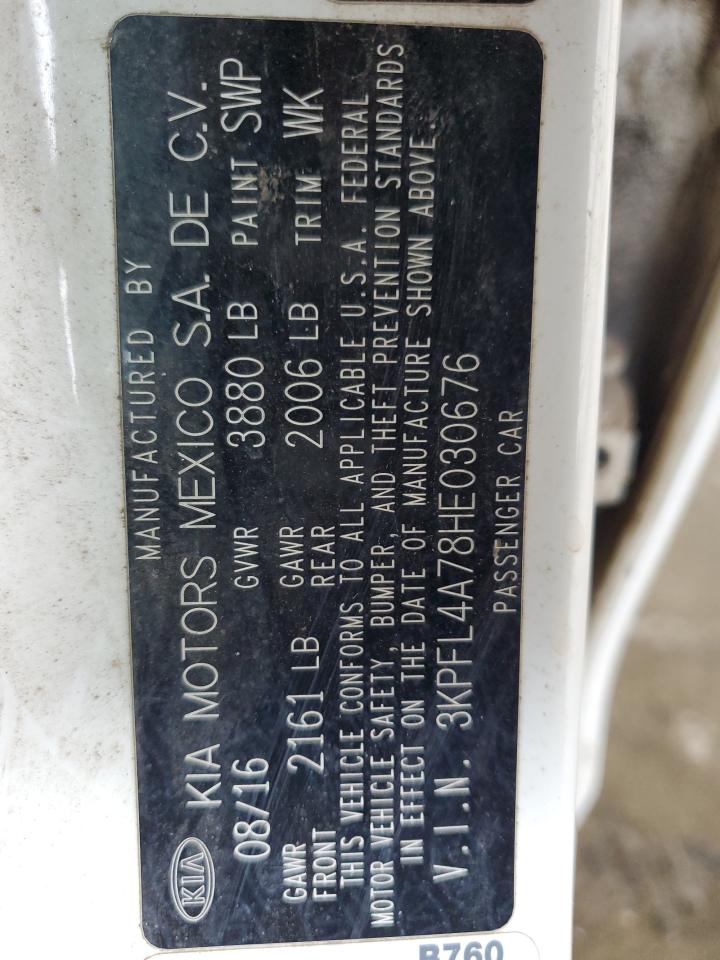 MANUFACTURED BY
KIA KIA MOTORS MEXICO S.A. DE C.V.
08/16 GVWR 3880 LB PAINT SWP
GAWR FRONT 2161 LB GAWR REAR 2006 LB TRIM WK
THIS VEHICLE CONFORMS TO ALL APPLICABLE U.S.A. FEDERAL
MOTOR VEHICLE SAFETY, BUMPER, AND THEFT PREVENTION STANDARDS
IN EFFECT ON THE DATE OF MANUFACTURE SHOWN ABOVE.
V.I.N. 3KPFL4A78HE030676
PASSENGER CAR
B760